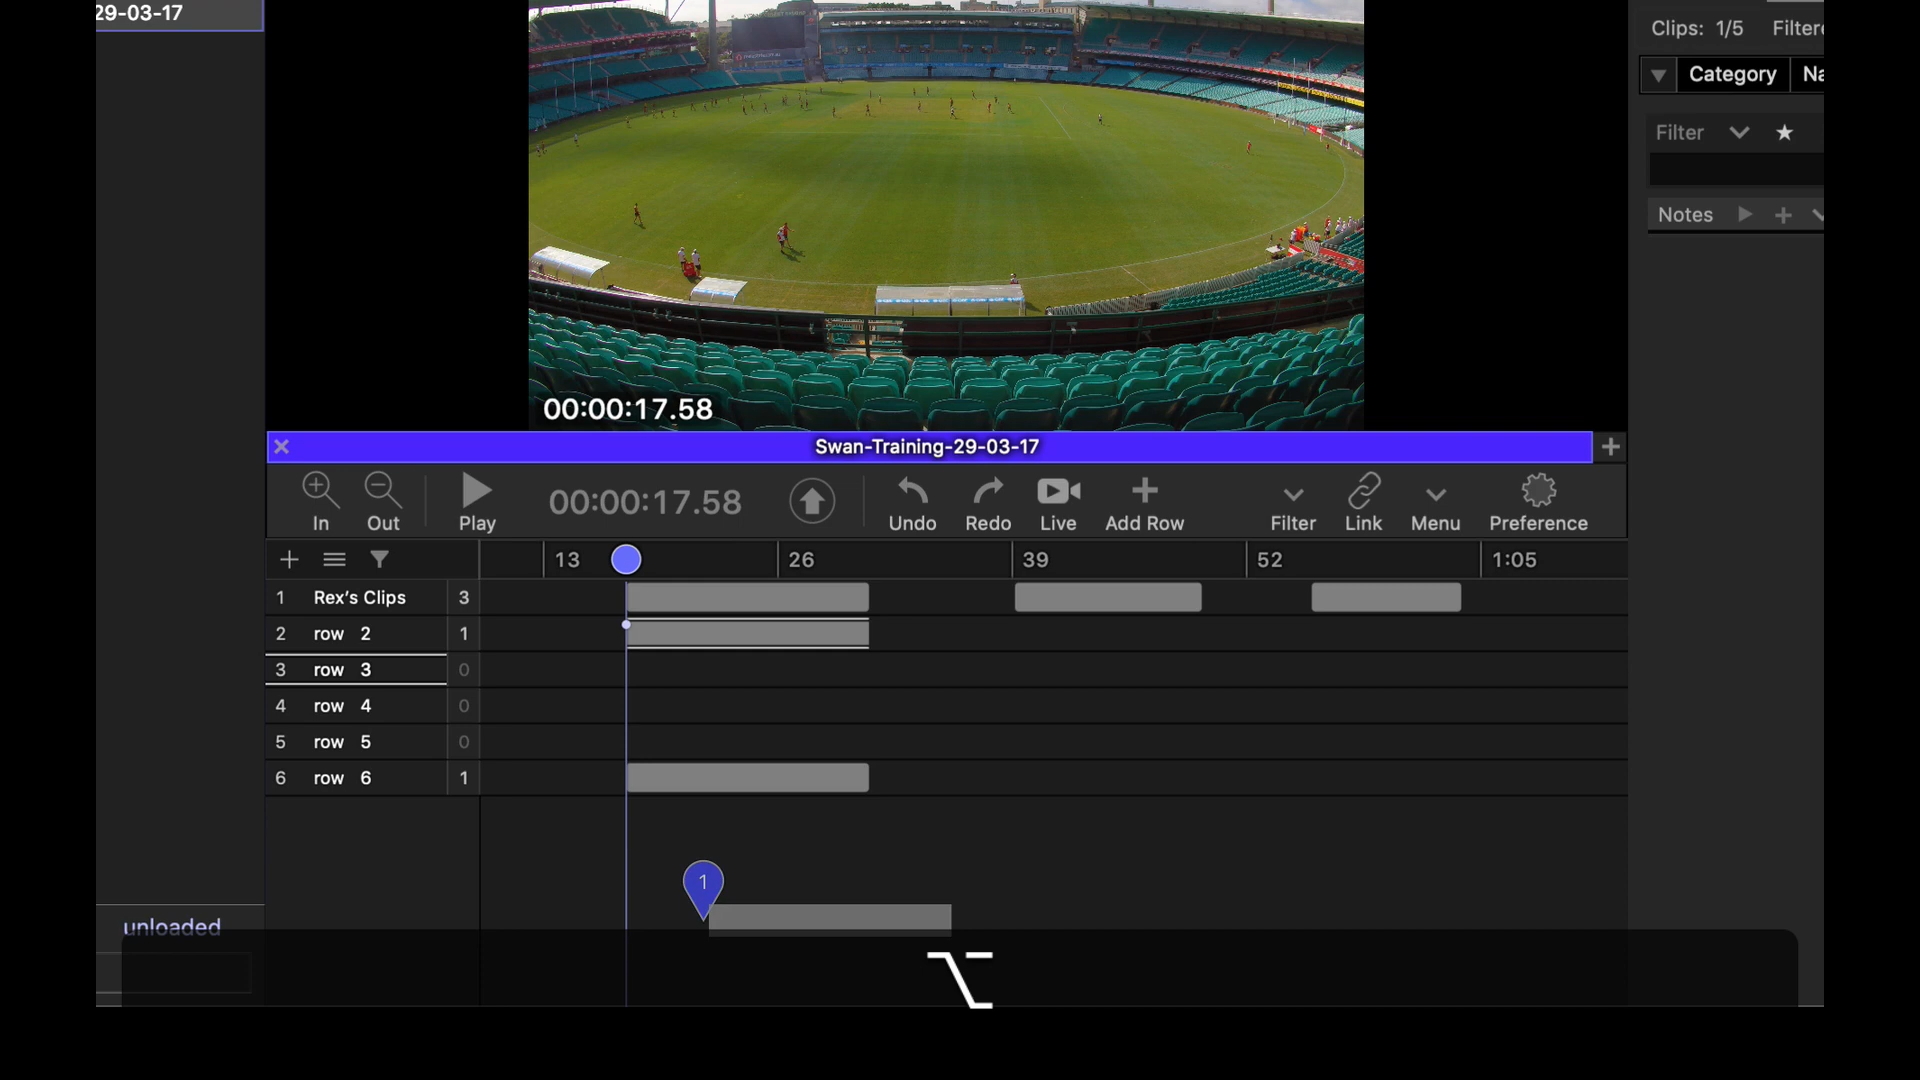 29-03-17
Clips: 1/5 Filter
Category Na
Filter
Notes
00:00:17.58
Swan-Training-29-03-17
In Out Play 00:00:17.58 Undo Redo Live Add Row Filter Link Menu Preference
13 26 39 52 1:05
1 Rex's Clips 3
2 row 2 1
3 row 3 0
4 row 4 0
5 row 5 0
6 row 6 1
1
unloaded
⌥